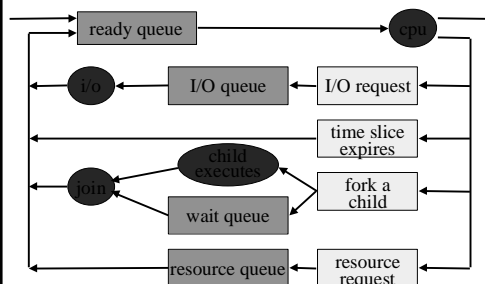 ready queue
cpu
i/o
I/O queue
I/O request
time slice
expires
child
executes
fork a
child
join
wait queue
resource queue
resource
request